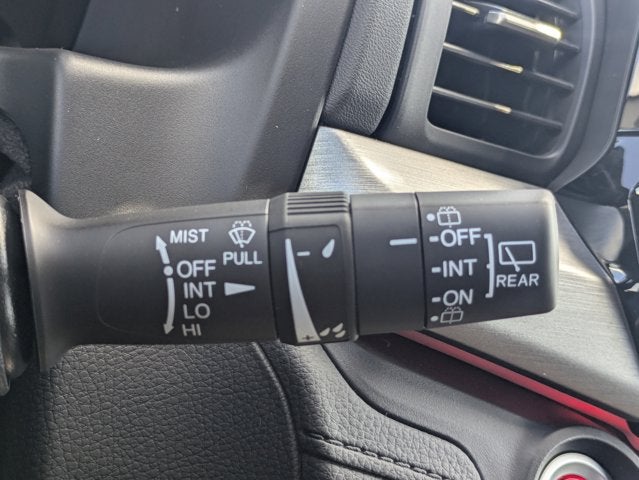 MIST
PULL
OFF
INT
LO
HI
- 
+
OFF
INT
ON
REAR